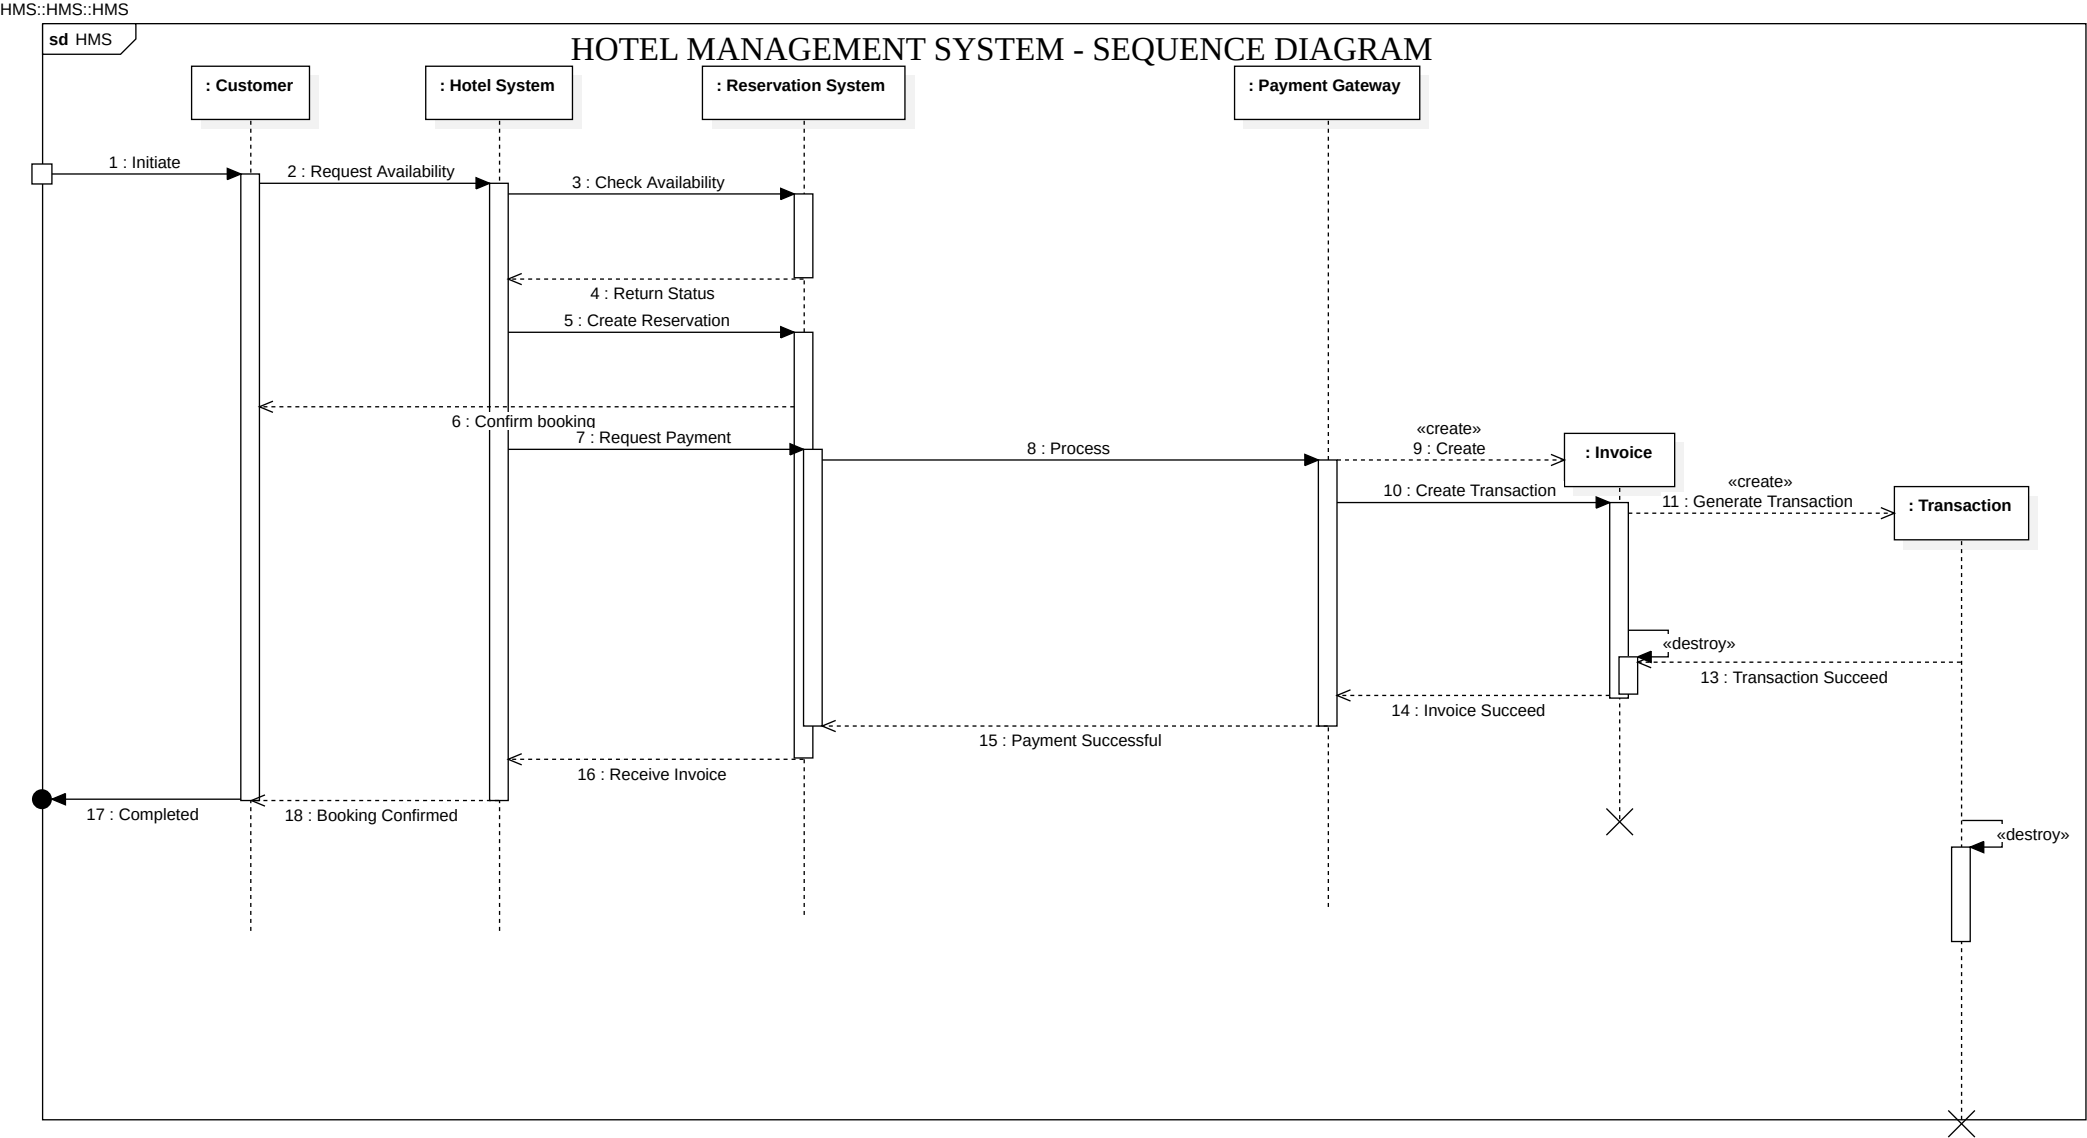 HMS::HMS::HMS
sd HMS
HOTEL MANAGEMENT SYSTEM - SEQUENCE DIAGRAM
: Customer
: Hotel System
: Reservation System
: Payment Gateway
1 : Initiate
2 : Request Availability
3 : Check Availability
4 : Return Status
5 : Create Reservation
6 : Confirm booking
7 : Request Payment
8 : Process
«create»
9 : Create
: Invoice
10 : Create Transaction
«create»
11 : Generate Transaction
: Transaction
«destroy»
13 : Transaction Succeed
14 : Invoice Succeed
15 : Payment Successful
16 : Receive Invoice
17 : Completed
18 : Booking Confirmed
«destroy»